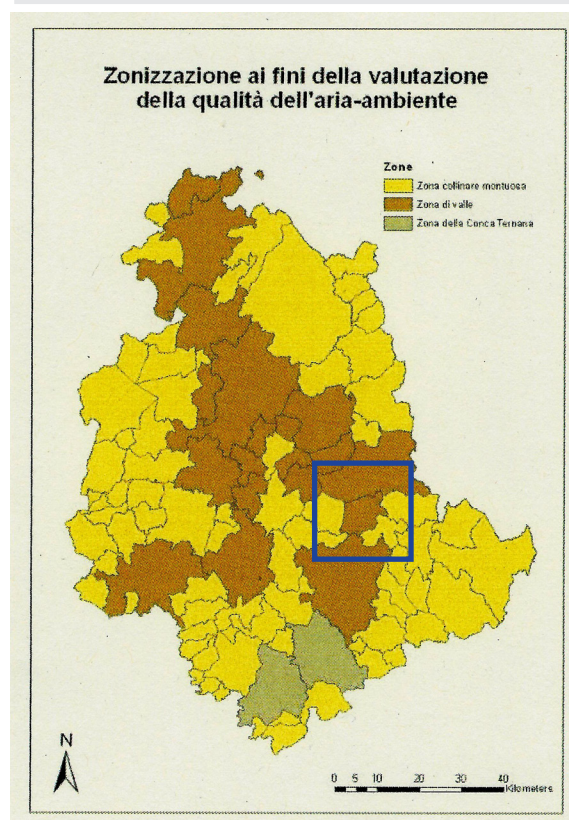 Zonizzazione ai fini della valutazione
della qualità dell'aria-ambiente
Zone
Zona collinare montuosa
Zona di valle
Zona della Conca Ternana
N
0 5 10 20 30 40
Kilometers